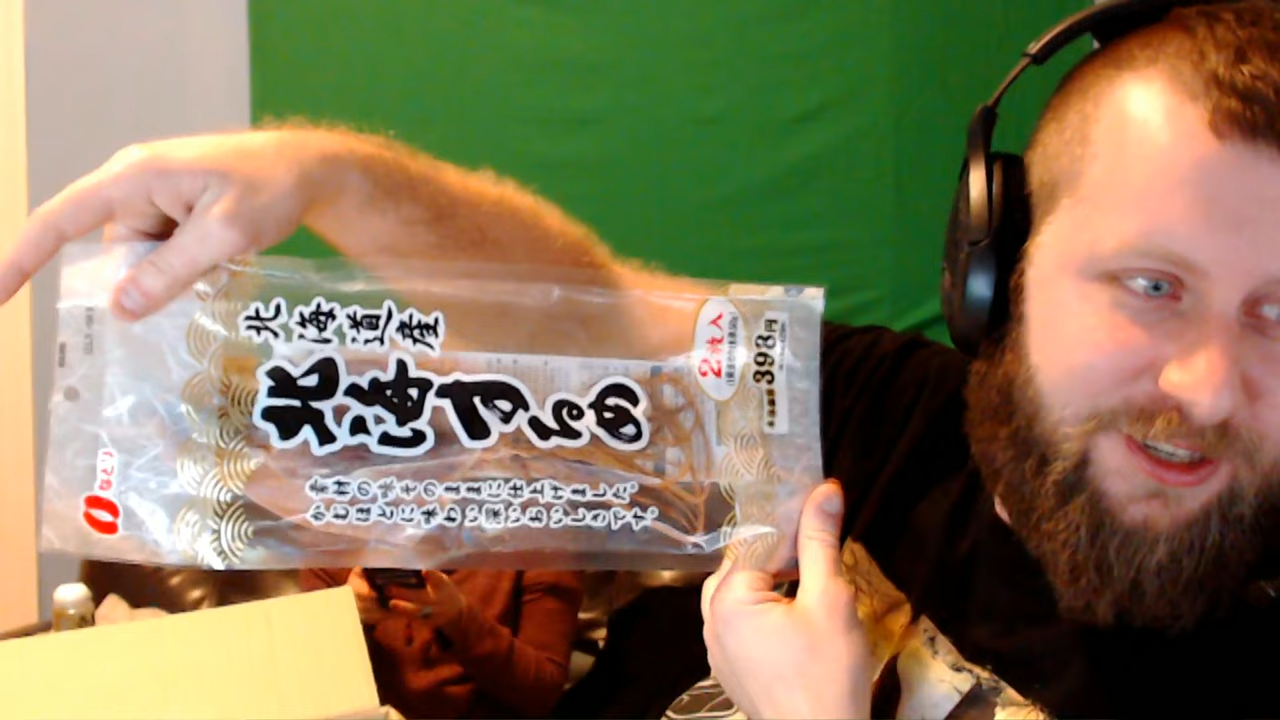 北海道産
北海するめ
素材の味そのままに仕上げました。
かむほどに味わい深いおいしさです。
なとり
2枚入
398円